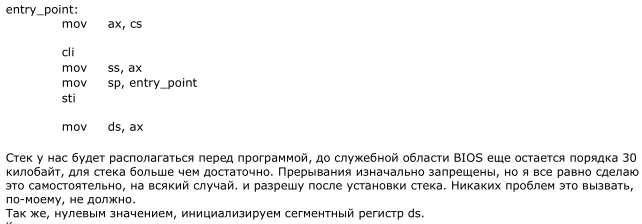 entry_point:
mov ax, cs
cli
mov ss, ax
mov sp, entry_point
sti
mov ds, ax
Стек у нас будет располагаться перед программой, до служебной области BIOS еще остается порядка 30
килобайт, для стека больше чем достаточно. Прерывания изначально запрещены, но я все равно сделаю
это самостоятельно, на всякий случай. и разрешу после установки стека. Никаких проблем это вызвать,
по-моему, не должно.
Так же, нулевым значением, инициализируем сегментный регистр ds.